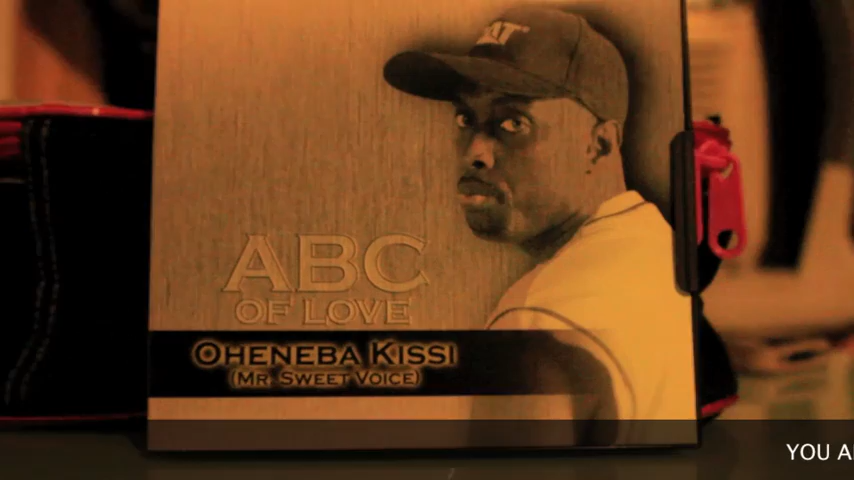 ABC
OF LOVE
OHENEBA KISSI
(MR. SWEET VOICE)
YOU